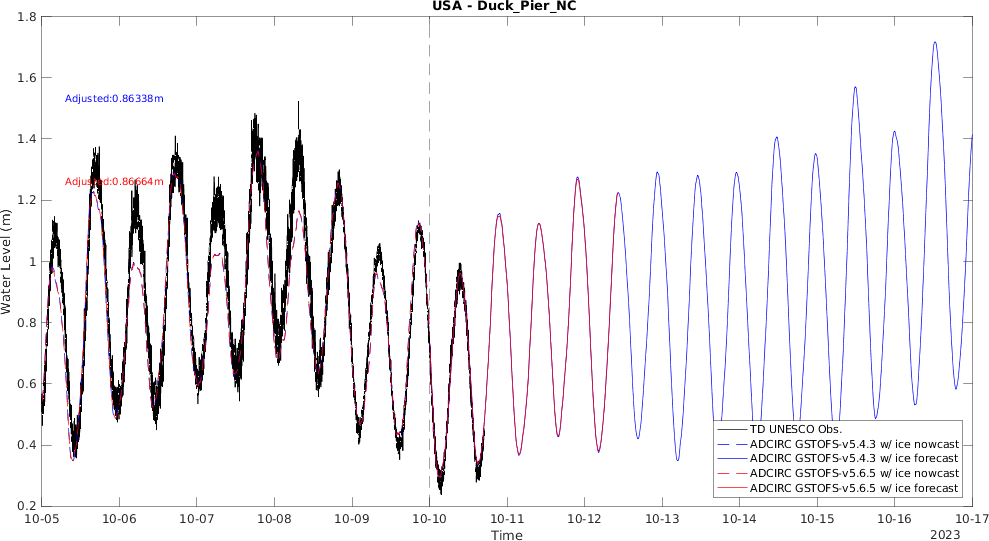 USA - Duck_Pier_NC
1.8
1.6
1.4
1.2
1
0.8
0.6
0.4
0.2
Water Level (m)
Adjusted:0.86338m
Adjusted:0.86664m
TD UNESCO Obs.
ADCIRC GSTOFS-v5.4.3 w/ ice nowcast
ADCIRC GSTOFS-v5.4.3 w/ ice forecast
ADCIRC GSTOFS-v5.6.5 w/ ice nowcast
ADCIRC GSTOFS-v5.6.5 w/ ice forecast
10-05 10-06 10-07 10-08 10-09 10-10 10-11 10-12 10-13 10-14 10-15 10-16 10-17
Time
2023